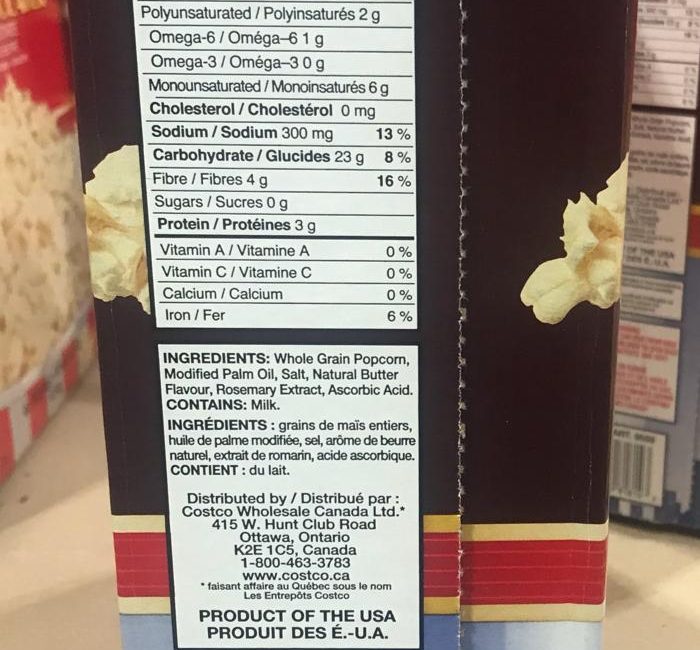 Polyunsaturated / Polyinsaturés 2 g
Omega-6 / Oméga–6 1 g
Omega-3 / Oméga–3 0 g
Monounsaturated / Monoinsaturés 6 g
Cholesterol / Cholestérol 0 mg
Sodium / Sodium 300 mg 13 %
Carbohydrate / Glucides 23 g 8 %
Fibre / Fibres 4 g 16 %
Sugars / Sucres 0 g
Protein / Protéines 3 g
Vitamin A / Vitamine A 0 %
Vitamin C / Vitamine C 0 %
Calcium / Calcium 0 %
Iron / Fer 6 %
INGREDIENTS: Whole Grain Popcorn,
Modified Palm Oil, Salt, Natural Butter
Flavour, Rosemary Extract, Ascorbic Acid.
CONTAINS: Milk.
INGRÉDIENTS : grains de maïs entiers,
huile de palme modifiée, sel, arôme de beurre
naturel, extrait de romarin, acide ascorbique.
CONTIENT : du lait.
Distributed by / Distribué par :
Costco Wholesale Canada Ltd.*
415 W. Hunt Club Road
Ottawa, Ontario
K2E 1C5, Canada
1-800-463-3783
www.costco.ca
* faisant affaire au Québec sous le nom
Les Entrepôts Costco
PRODUCT OF THE USA
PRODUIT DES É.-U.A.